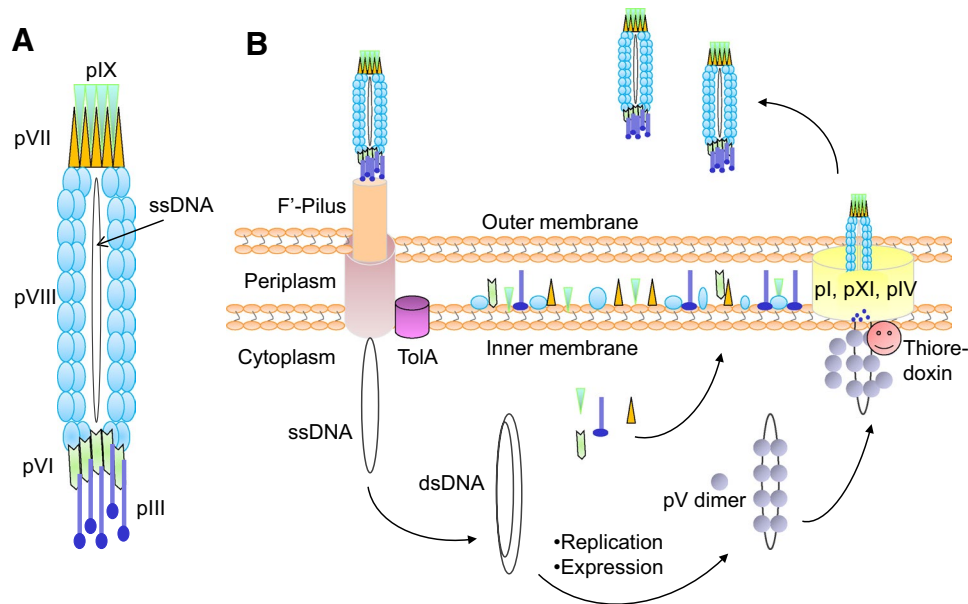 A
pIX
pVII
ssDNA
pVIII
pVI
pIII
B
F'-Pilus
Outer membrane
Periplasm
pI, pXI, pIV
Cytoplasm
TolA
Inner membrane
Thiore-
doxin
ssDNA
dsDNA
pV dimer
•Replication
•Expression